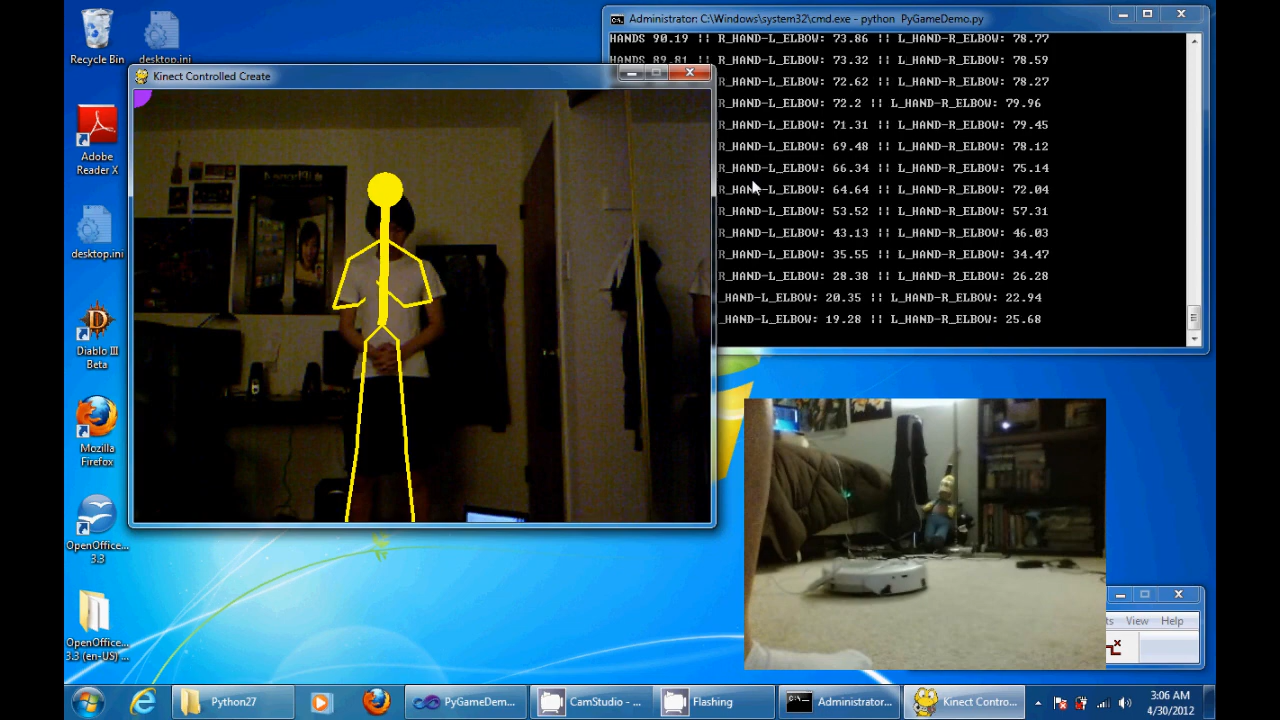 Recycle Bin
desktop.ini
Adobe
Reader X
desktop.ini
Diablo III
Beta
Mozilla
Firefox
OpenOffice...
3.3
OpenOffice...
3.3 (en-US) ...
Kinect Controlled Create
Administrator: C:\Windows\system32\cmd.exe - python PyGameDemo.py
HANDS 90.19 || R_HAND-L_ELBOW: 73.86 || L_HAND-R_ELBOW: 78.77
HANDS 89.81 || R_HAND-L_ELBOW: 73.32 || L_HAND-R_ELBOW: 78.59
R_HAND-L_ELBOW: 72.62 || L_HAND-R_ELBOW: 78.27
R_HAND-L_ELBOW: 72.2 || L_HAND-R_ELBOW: 79.96
R_HAND-L_ELBOW: 71.31 || L_HAND-R_ELBOW: 79.45
R_HAND-L_ELBOW: 69.48 || L_HAND-R_ELBOW: 78.12
R_HAND-L_ELBOW: 66.34 || L_HAND-R_ELBOW: 75.14
R_HAND-L_ELBOW: 64.64 || L_HAND-R_ELBOW: 72.04
R_HAND-L_ELBOW: 53.52 || L_HAND-R_ELBOW: 57.31
R_HAND-L_ELBOW: 43.13 || L_HAND-R_ELBOW: 46.03
R_HAND-L_ELBOW: 35.55 || L_HAND-R_ELBOW: 34.47
R_HAND-L_ELBOW: 28.38 || L_HAND-R_ELBOW: 26.28
_HAND-L_ELBOW: 20.35 || L_HAND-R_ELBOW: 22.94
_HAND-L_ELBOW: 19.28 || L_HAND-R_ELBOW: 25.68
View Help
Python27
PyGameDem...
CamStudio - ...
Flashing
Administrator...
Kinect Contro...
3:06 AM
4/30/2012